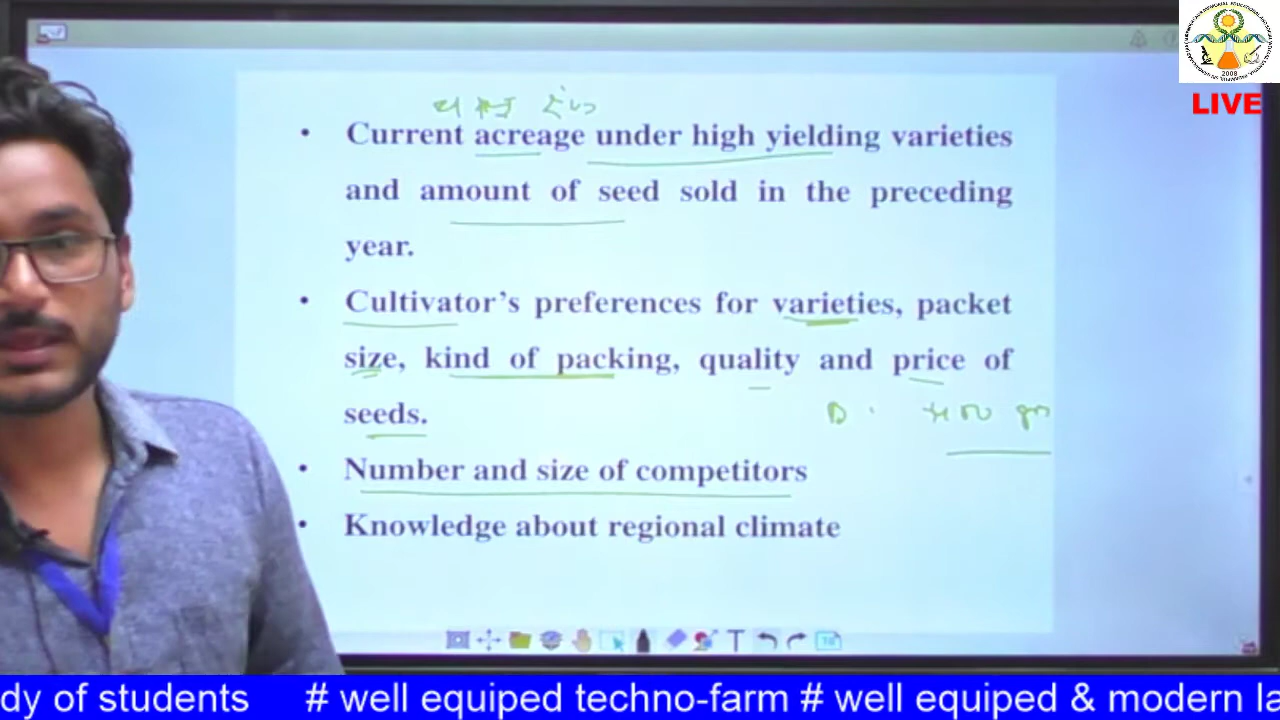 LIVE
• Current acreage under high yielding varieties
and amount of seed sold in the preceding
year.
• Cultivator's preferences for varieties, packet
size, kind of packing, quality and price of
seeds.
• Number and size of competitors
• Knowledge about regional climate
T
dy of students # well equiped techno-farm # well equiped & modern la